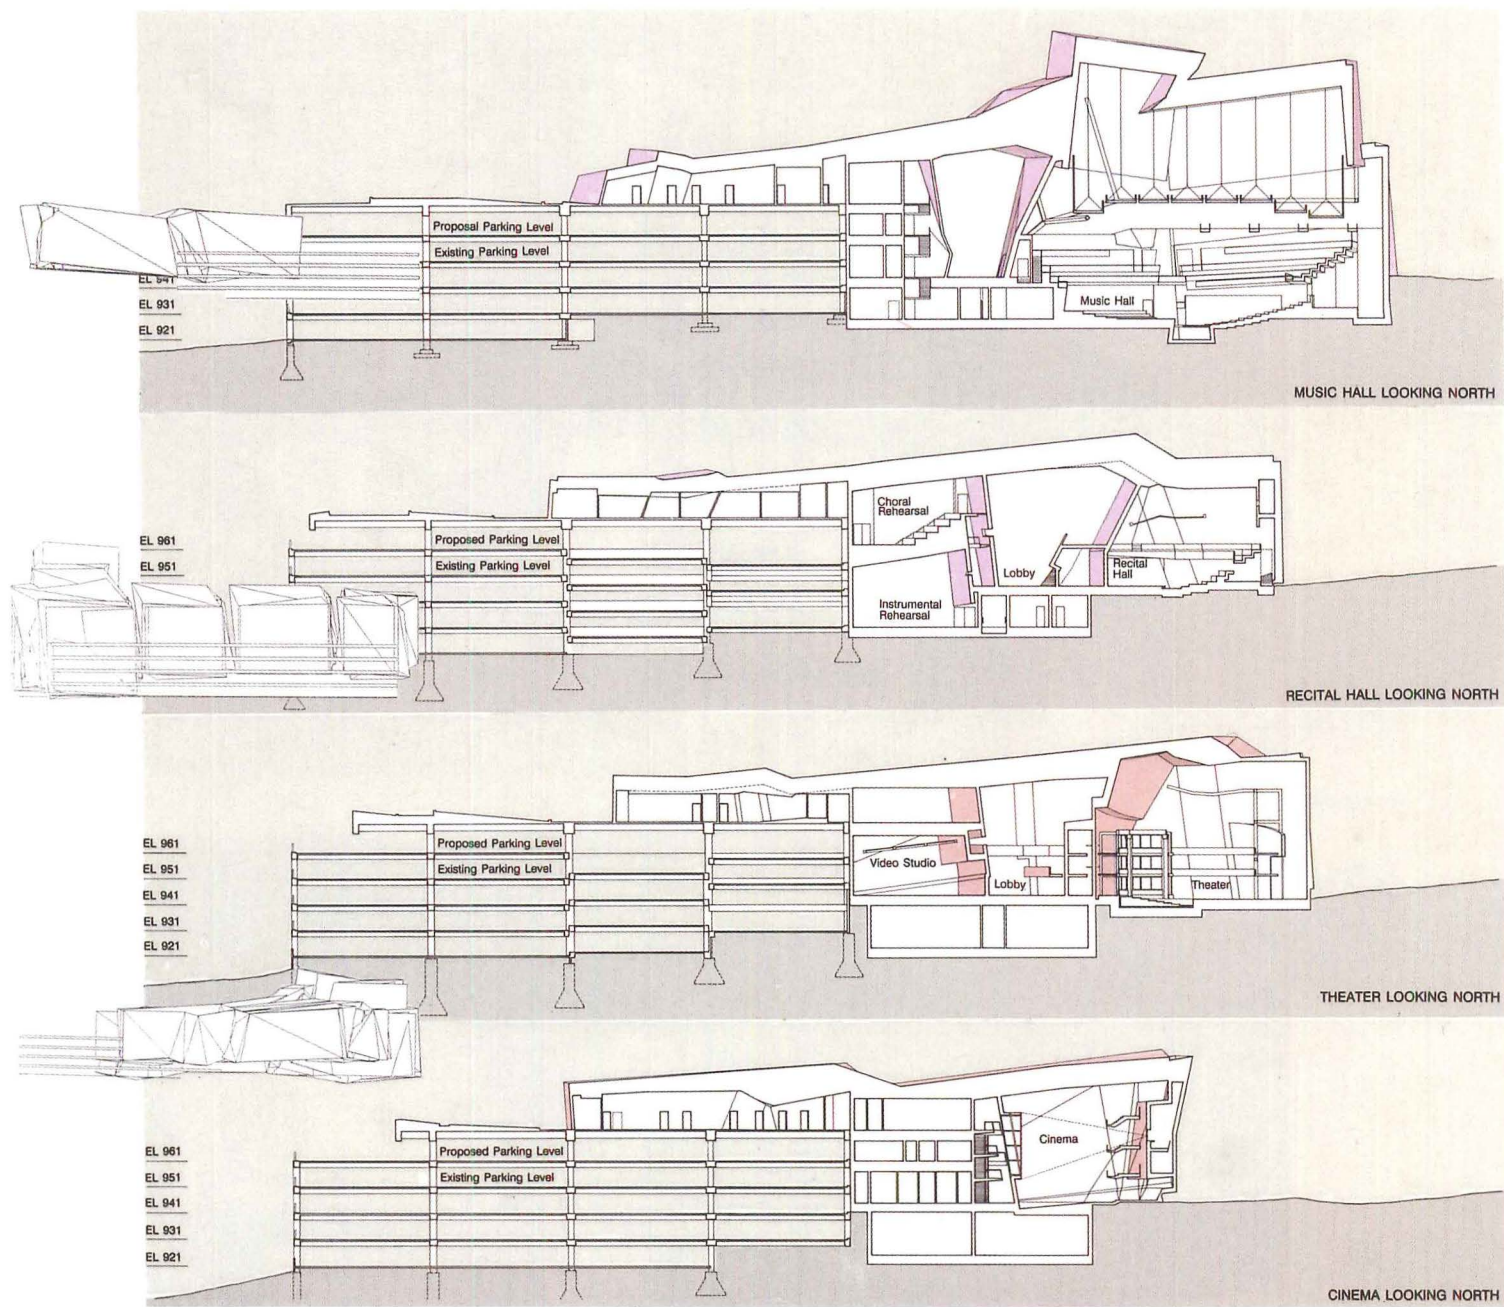 Proposal Parking Level
Existing Parking Level
EL 941
EL 931
EL 921
Music Hall
MUSIC HALL LOOKING NORTH
EL 961
EL 951
Proposed Parking Level
Existing Parking Level
Choral
Rehearsal
Instrumental
Rehearsal
Lobby
Recital
Hall
RECITAL HALL LOOKING NORTH
EL 961
EL 951
EL 941
EL 931
EL 921
Proposed Parking Level
Existing Parking Level
Video Studio
Lobby
Theater
THEATER LOOKING NORTH
EL 961
EL 951
EL 941
EL 931
EL 921
Proposed Parking Level
Existing Parking Level
Cinema
CINEMA LOOKING NORTH